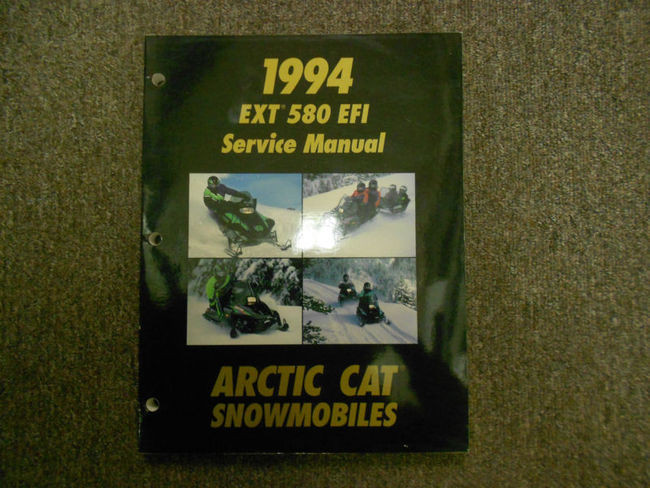 1994
EXT® 580 EFI
Service Manual
ARCTIC CAT
SNOWMOBILES